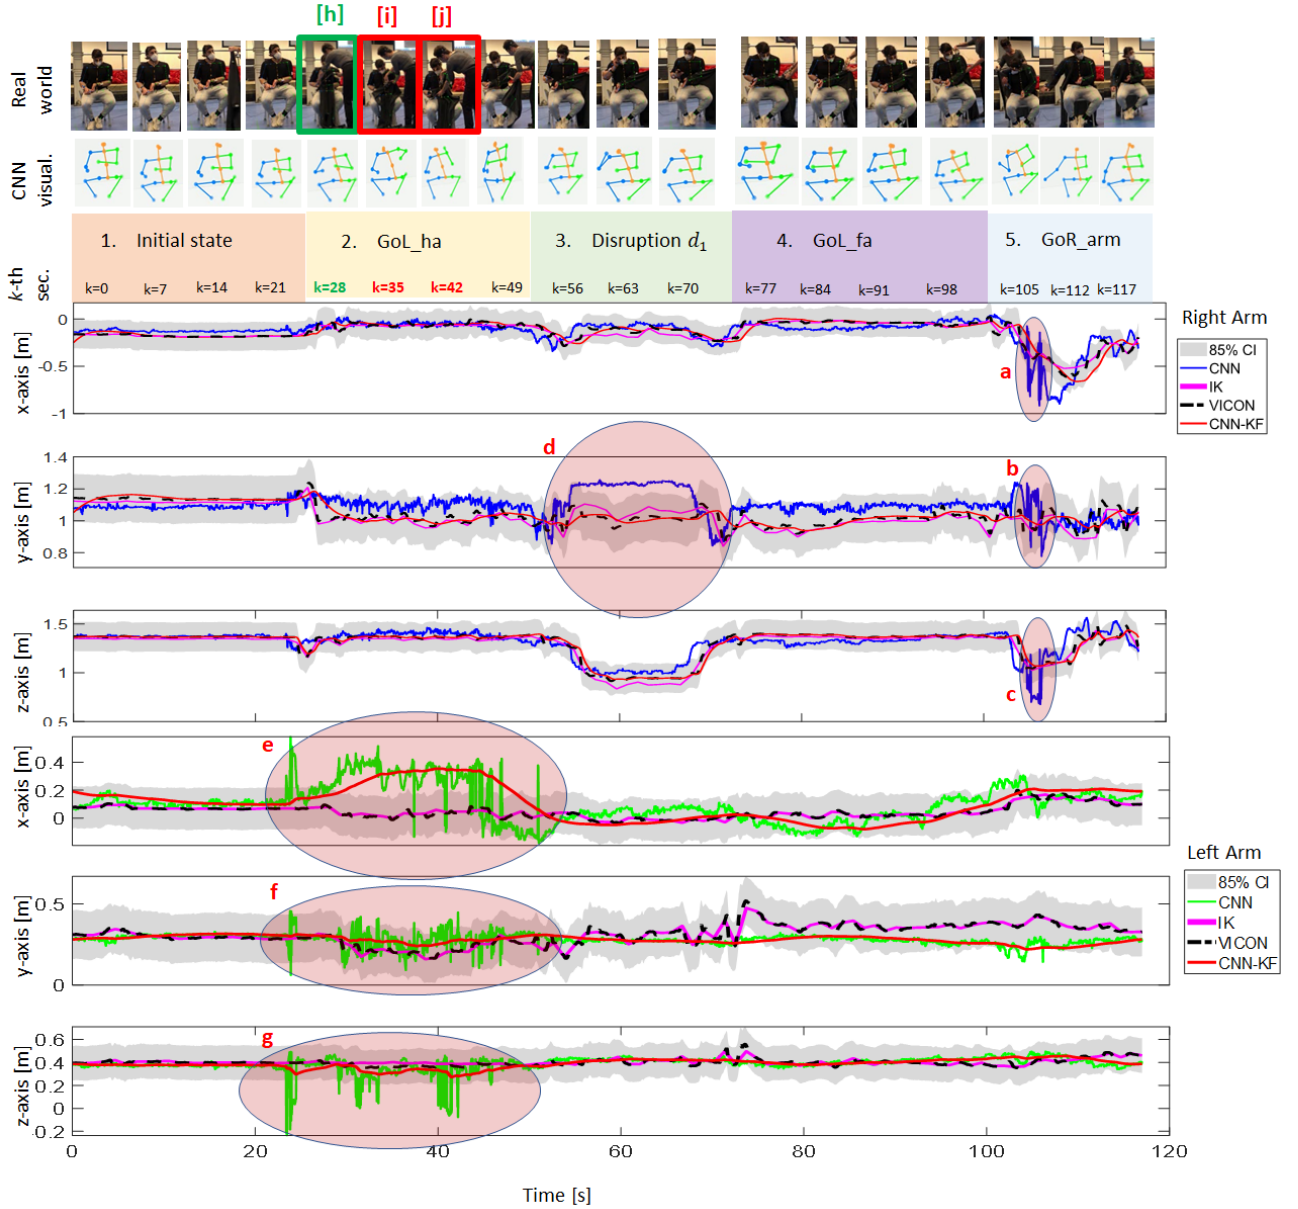 [h] [i] [j]
Real world
CNN visual.
1. Initial state 2. GoL_ha 3. Disruption d₁ 4. GoL_fa 5. GoR_arm
k-th sec.
k=0 k=7 k=14 k=21 k=28 k=35 k=42 k=49 k=56 k=63 k=70 k=77 k=84 k=91 k=98 k=105 k=112 k=117
x-axis [m]
0
-0.5
-1
a
Right Arm
85% CI
CNN
IK
VICON
CNN-KF
y-axis [m]
1.4
1.2
1
0.8
d
b
z-axis [m]
1.5
1
0.5
c
x-axis [m]
0.4
0.2
0
e
Left Arm
85% CI
CNN
IK
VICON
CNN-KF
y-axis [m]
0.5
0
f
z-axis [m]
0.6
0.4
0.2
0
-0.2
g
0 20 40 60 80 100 120
Time [s]